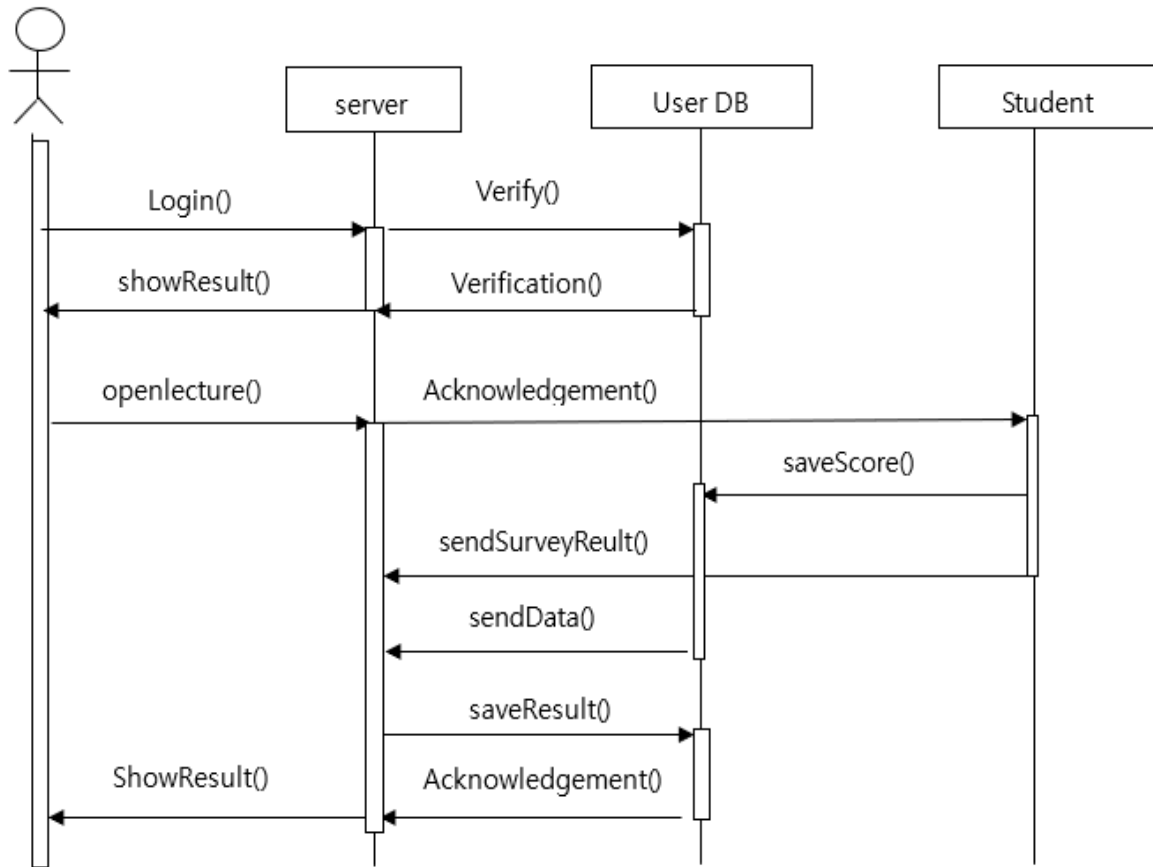 server
User DB
Student
Login()
Verify()
showResult()
Verification()
openlecture()
Acknowledgement()
saveScore()
sendSurveyReult()
sendData()
saveResult()
ShowResult()
Acknowledgement()